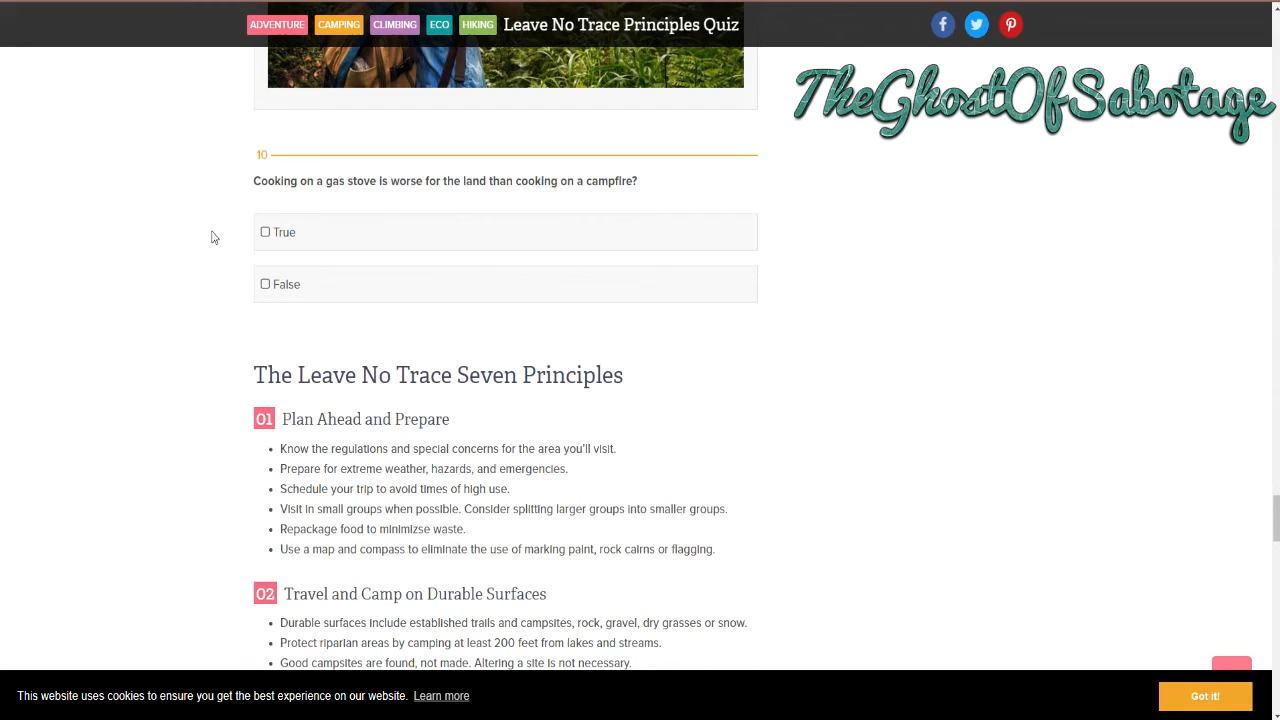 ADVENTURE CAMPING CLIMBING ECO HIKING Leave No Trace Principles Quiz
TheGhostOfSabotage
10
Cooking on a gas stove is worse for the land than cooking on a campfire?
True
False
The Leave No Trace Seven Principles
01 Plan Ahead and Prepare
• Know the regulations and special concerns for the area you'll visit.
• Prepare for extreme weather, hazards, and emergencies.
• Schedule your trip to avoid times of high use.
• Visit in small groups when possible. Consider splitting larger groups into smaller groups.
• Repackage food to minimizse waste.
• Use a map and compass to eliminate the use of marking paint, rock cairns or flagging.
02 Travel and Camp on Durable Surfaces
• Durable surfaces include established trails and campsites, rock, gravel, dry grasses or snow.
• Protect riparian areas by camping at least 200 feet from lakes and streams.
• Good campsites are found, not made. Altering a site is not necessary.
This website uses cookies to ensure you get the best experience on our website. Learn more
Got it!